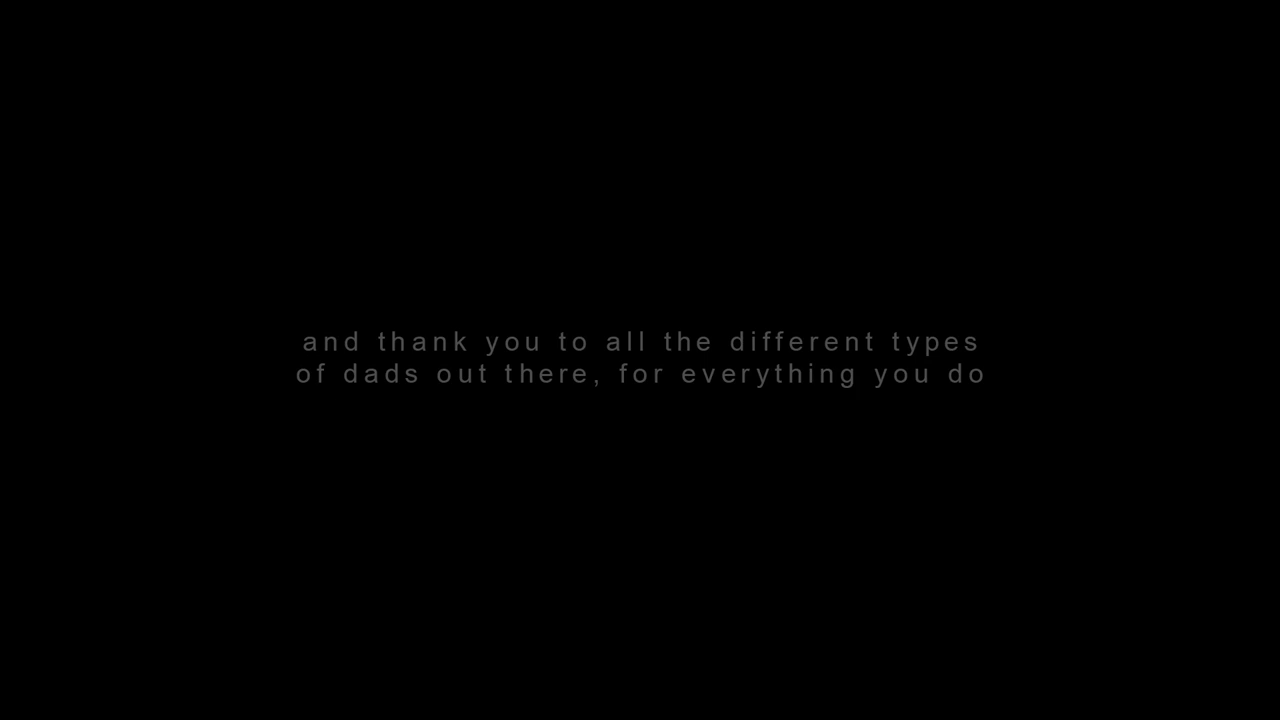 and thank you to all the different types
of dads out there, for everything you do